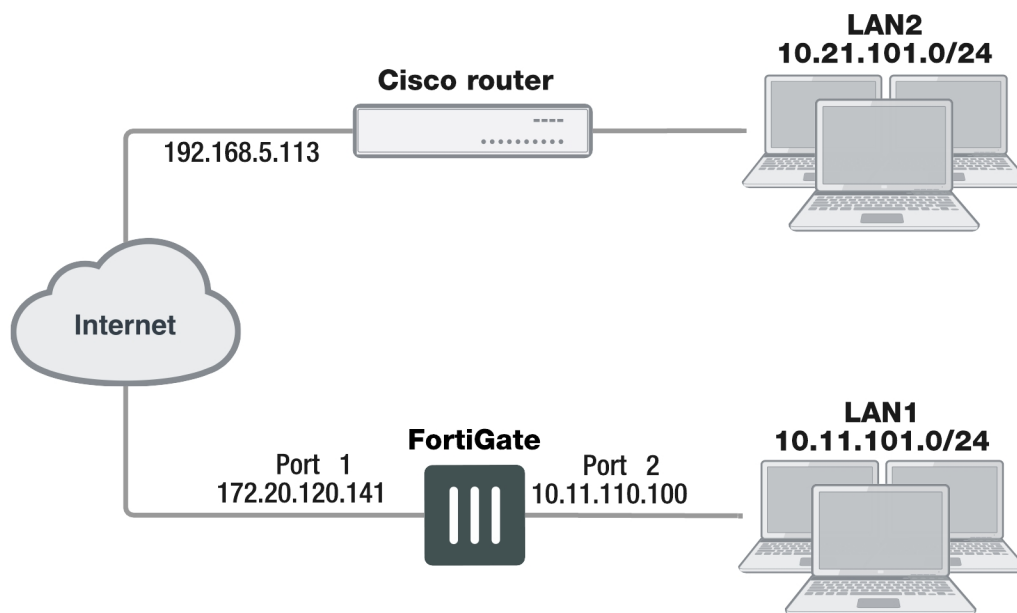 LAN2
10.21.101.0/24
Cisco router
192.168.5.113
Internet
LAN1
10.11.101.0/24
FortiGate
Port 1
172.20.120.141
Port 2
10.11.110.100